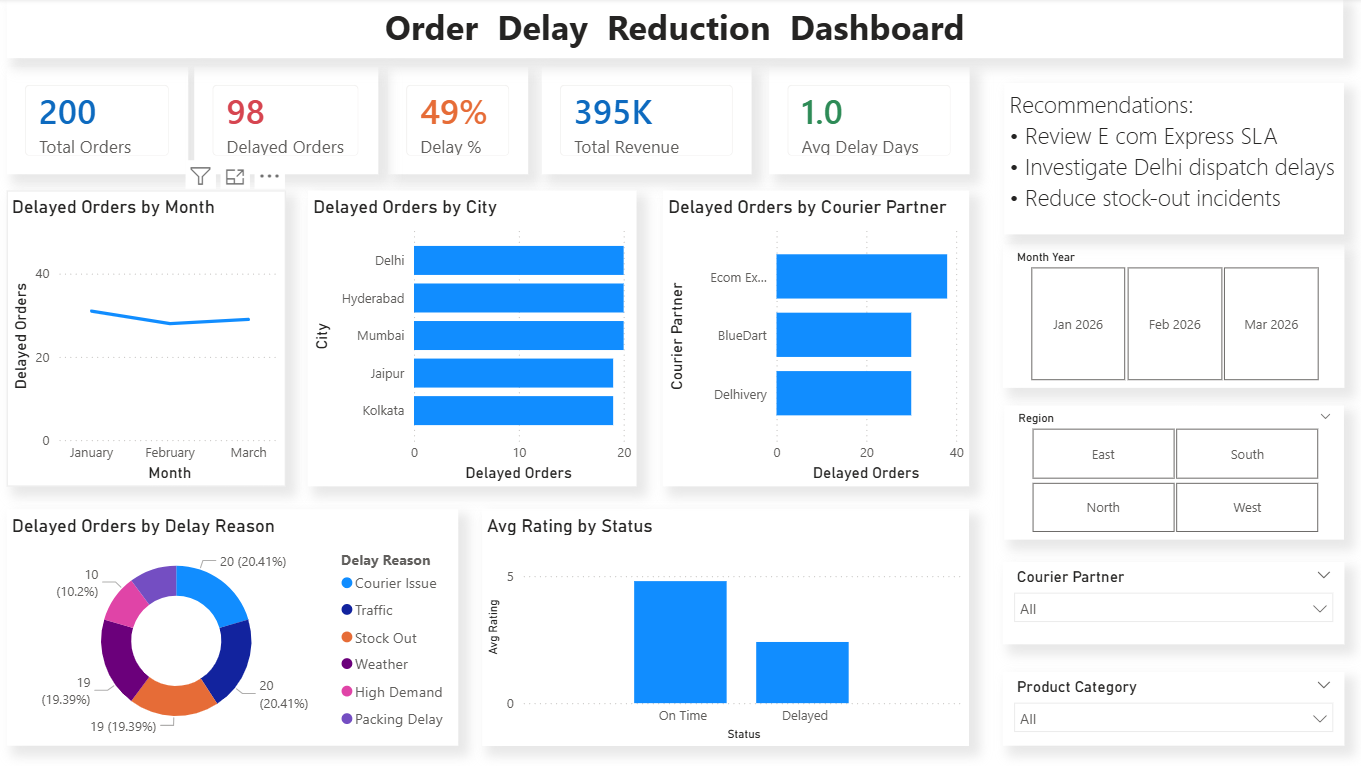 Order Delay Reduction Dashboard
200
Total Orders
98
Delayed Orders
49%
Delay %
395K
Total Revenue
1.0
Avg Delay Days
Recommendations:
• Review E com Express SLA
• Investigate Delhi dispatch delays
• Reduce stock-out incidents
Delayed Orders by Month
Delayed Orders
40
20
0
January February March
Month
Delayed Orders by City
City
Delhi
Hyderabad
Mumbai
Jaipur
Kolkata
0 10 20
Delayed Orders
Delayed Orders by Courier Partner
Courier Partner
Ecom Ex...
BlueDart
Delhivery
0 20 40
Delayed Orders
Month Year
Jan 2026 Feb 2026 Mar 2026
Region
East South
North West
Courier Partner
All
Product Category
All
Delayed Orders by Delay Reason
20 (20.41%)
20
(20.41%)
19 (19.39%)
19
(19.39%)
10
(10.2%)
Delay Reason
Courier Issue
Traffic
Stock Out
Weather
High Demand
Packing Delay
Avg Rating by Status
Avg Rating
5
0
On Time Delayed
Status